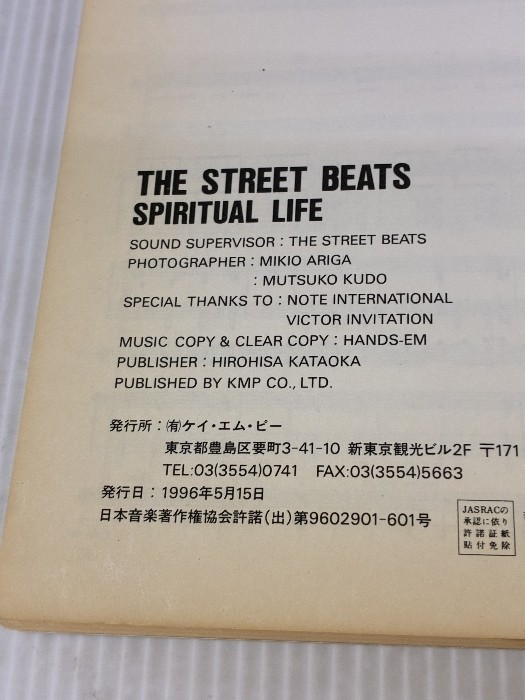 THE STREET BEATS
SPIRITUAL LIFE
SOUND SUPERVISOR : THE STREET BEATS
PHOTOGRAPHER : MIKIO ARIGA
: MUTSUKO KUDO
SPECIAL THANKS TO : NOTE INTERNATIONAL
VICTOR INVITATION
MUSIC COPY & CLEAR COPY : HANDS-EM
PUBLISHER : HIROHISA KATAOKA
PUBLISHED BY KMP CO., LTD.
発行所：㈲ケイ・エム・ピー
東京都豊島区要町3-41-10 新東京観光ビル2F 〒171
TEL:03(3554)0741 FAX:03(3554)5663
発行日：1996年5月15日
日本音楽著作権協会許諾(出)第9602901-601号
JASRACの
承認に依り
許諾証紙
貼付免除